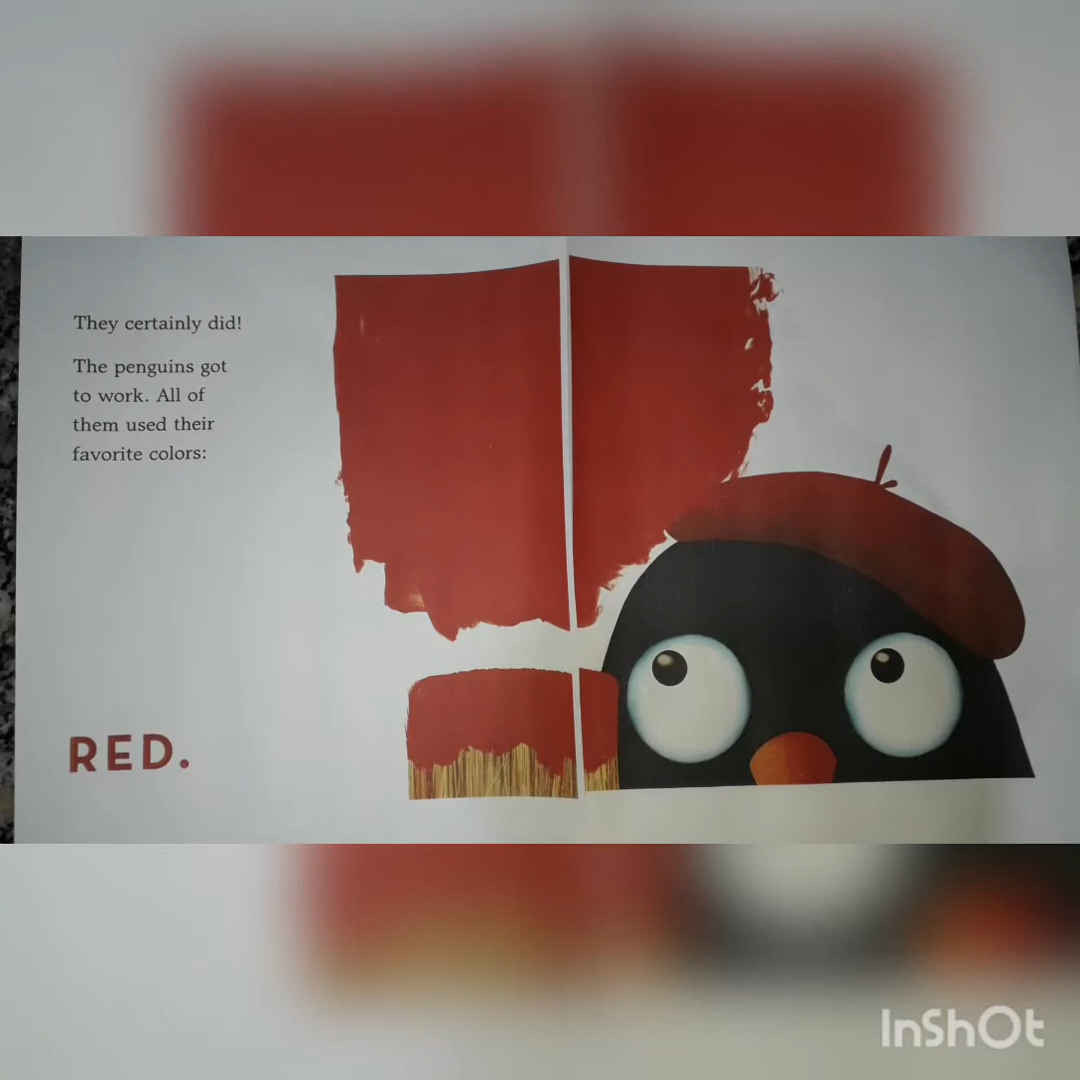 They certainly did!
The penguins got
to work. All of
them used their
favorite colors:
RED.
InShOt